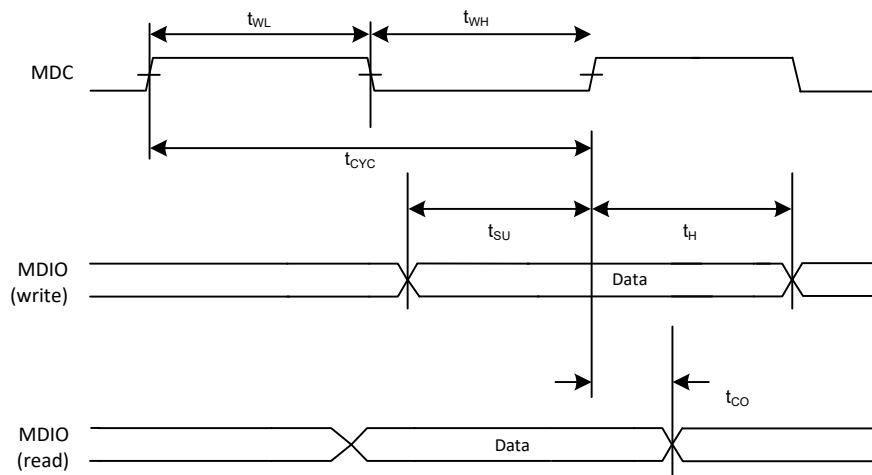 tWL
tWH
MDC
tCYC
tSU
tH
MDIO
(write)
Data
tCO
MDIO
(read)
Data